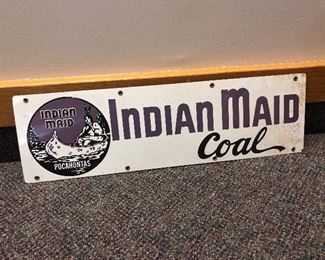 INDIAN
MAID
POCAHONTAS
INDIAN MAID
Coal